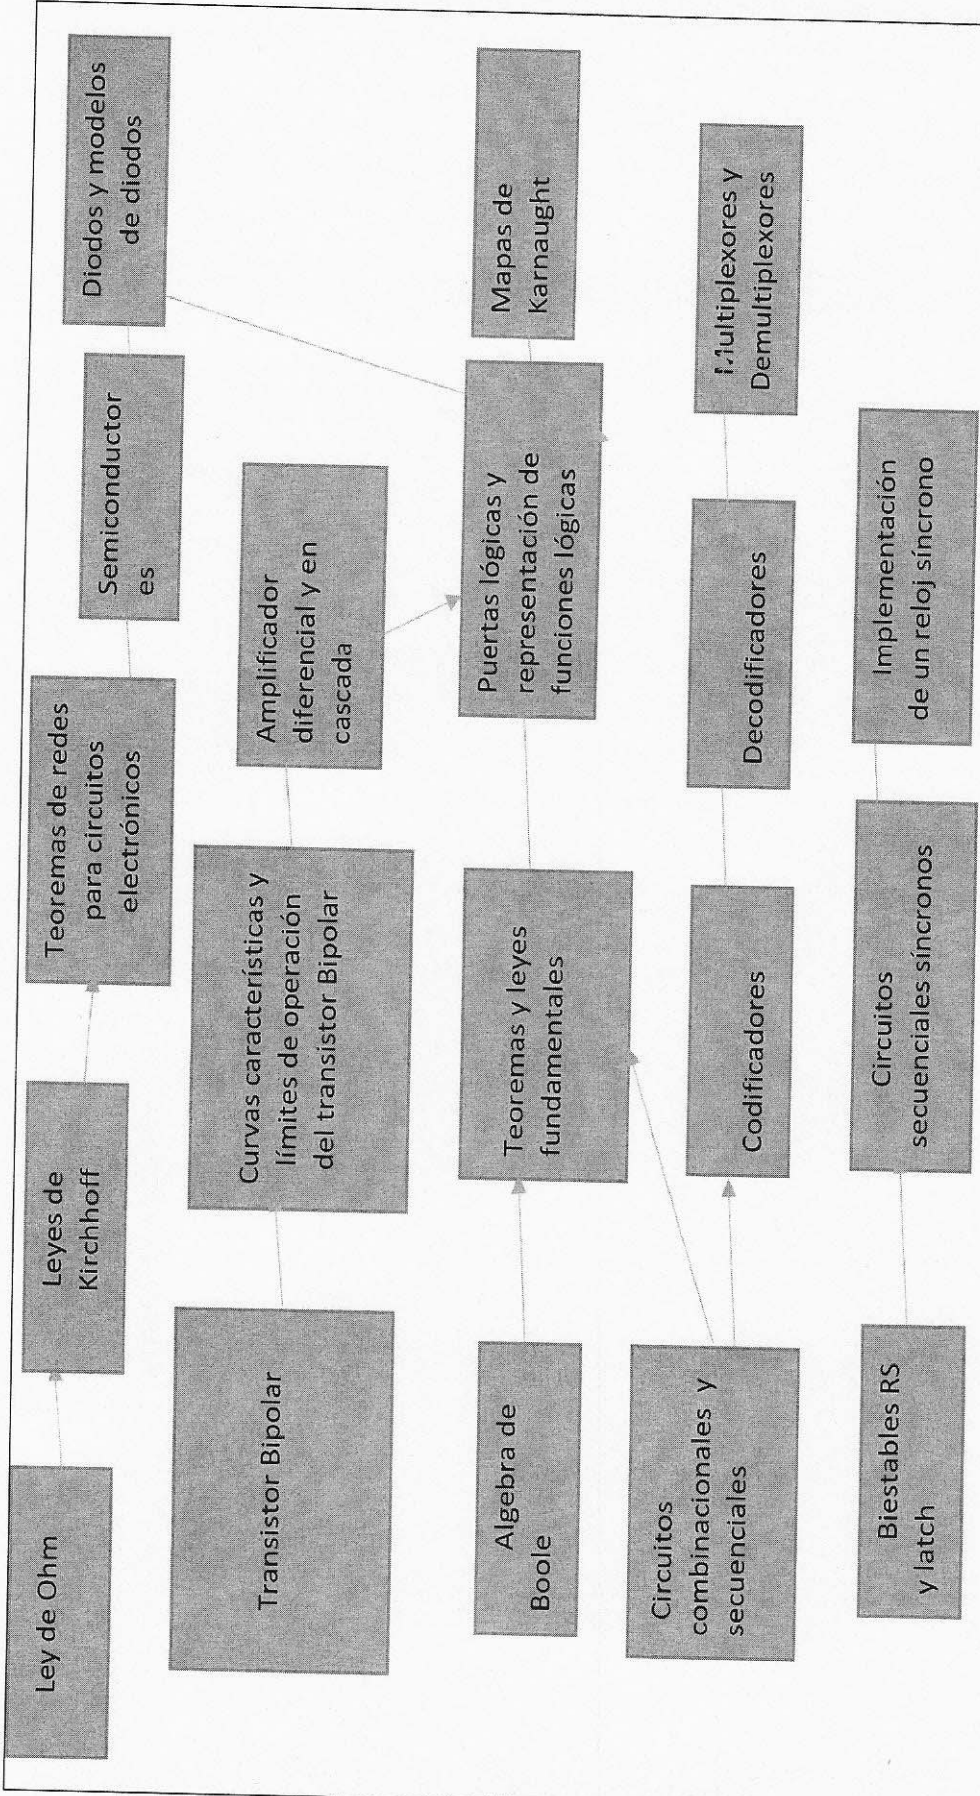 Ley de Ohm
Leyes de
Kirchhoff
Teoremas de redes
para circuitos
electrónicos
Semiconductor
es
Diodos y modelos
de diodos
Transistor Bipolar
Curvas características y
límites de operación
del transistor Bipolar
Amplificador
diferencial y en
cascada
Algebra de
Boole
Teoremas y leyes
fundamentales
Puertas lógicas y
representación de
funciones lógicas
Mapas de
Karnaught
Circuitos
combinacionales y
secuenciales
Codificadores
Decodificadores
Multiplexores y
Demultiplexores
Biestables RS
y latch
Circuitos
secuenciales síncronos
Implementación
de un reloj síncrono